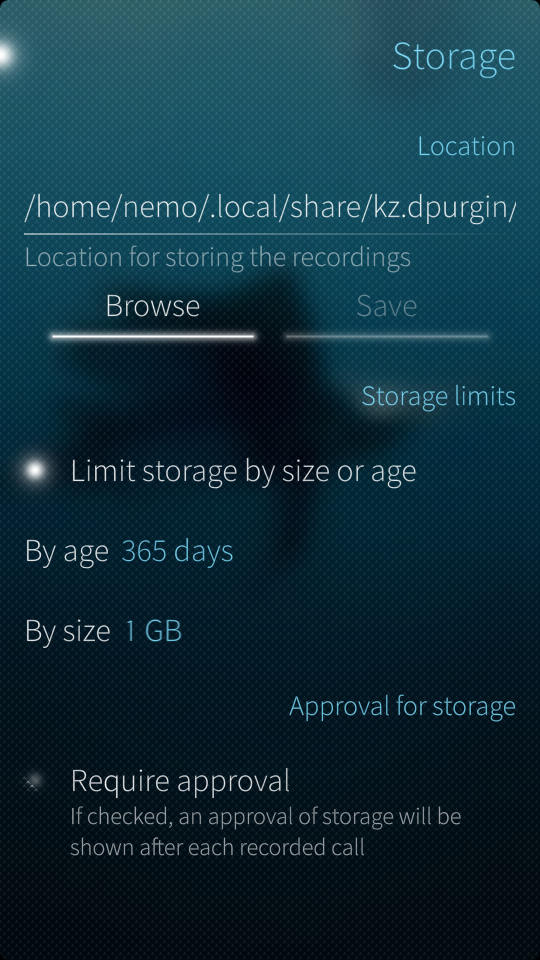 Storage
Location
/home/nemo/.local/share/kz.dpurgin/
Location for storing the recordings
Browse
Save
Storage limits
Limit storage by size or age
By age 365 days
By size 1 GB
Approval for storage
Require approval
If checked, an approval of storage will be
shown after each recorded call